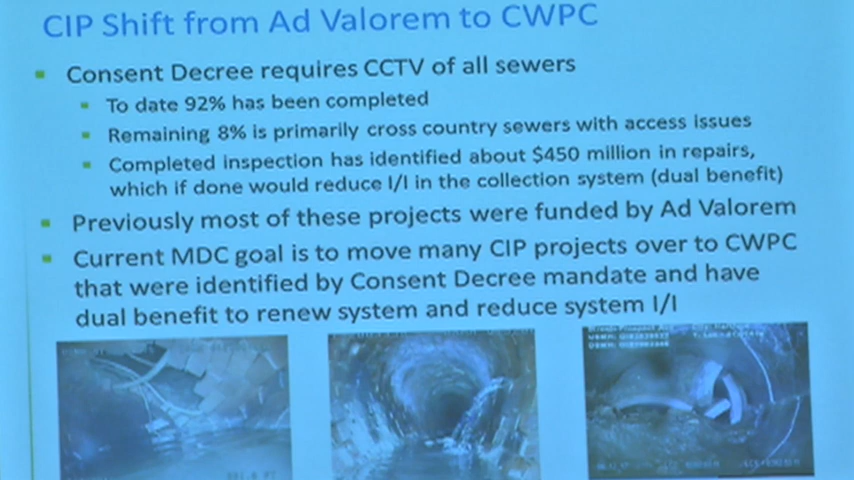 CIP Shift from Ad Valorem to CWPC
Consent Decree requires CCTV of all sewers
To date 92% has been completed
Remaining 8% is primarily cross country sewers with access issues
Completed inspection has identified about $450 million in repairs,
which if done would reduce I/I in the collection system (dual benefit)
Previously most of these projects were funded by Ad Valorem
Current MDC goal is to move many CIP projects over to CWPC
that were identified by Consent Decree mandate and have
dual benefit to renew system and reduce system I/I